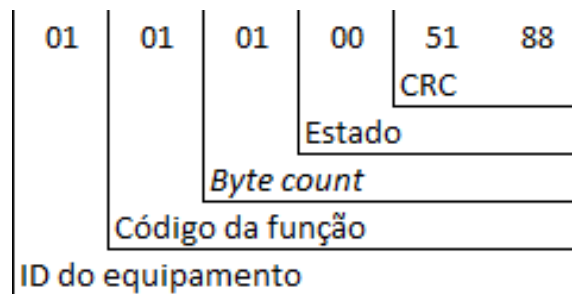 01 01 01 00 51 88
CRC
Estado
Byte count
Código da função
ID do equipamento